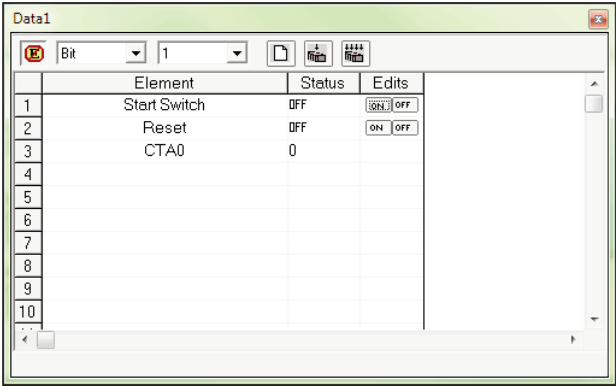 Data1
E Bit 1
Element Status Edits
1 Start Switch OFF ON OFF
2 Reset OFF ON OFF
3 CTA0 0
4
5
6
7
8
9
10